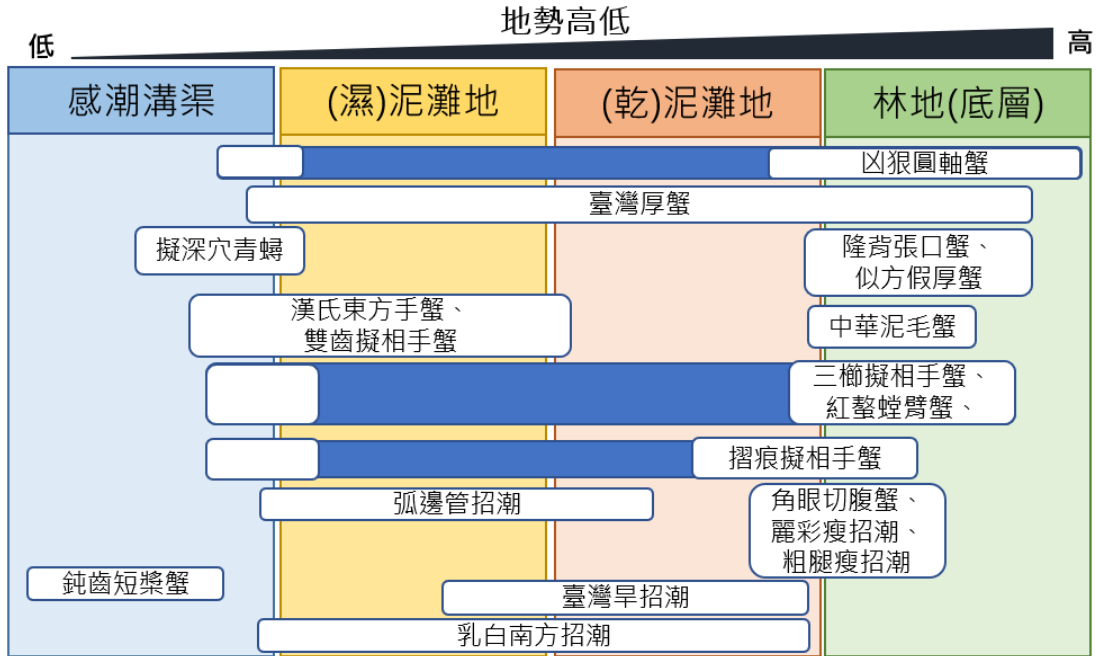 地勢高低
低
高
感潮溝渠
(濕)泥灘地
(乾)泥灘地
林地(底層)
凶狠圓軸蟹
臺灣厚蟹
擬深穴青蟳
隆背張口蟹、
似方假厚蟹
漢氏東方手蟹、
雙齒擬相手蟹
中華泥毛蟹
三櫛擬相手蟹、
紅螯螳臂蟹、
摺痕擬相手蟹
弧邊管招潮
角眼切腹蟹、
麗彩瘦招潮、
粗腿瘦招潮
鈍齒短槳蟹
臺灣旱招潮
乳白南方招潮